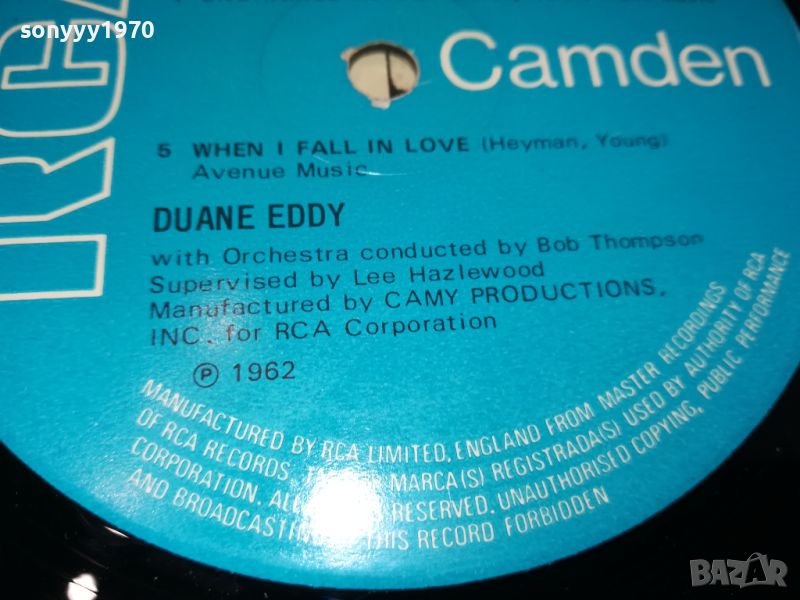 sonyyy1970
RCA
Camden
5 WHEN I FALL IN LOVE (Heyman, Young)
Avenue Music
DUANE EDDY
with Orchestra conducted by Bob Thompson
Supervised by Lee Hazlewood
Manufactured by CAMY PRODUCTIONS,
INC. for RCA Corporation
℗ 1962
MANUFACTURED BY RCA LIMITED, ENGLAND FROM MASTER RECORDINGS
OF RCA RECORDS. MARCA(S) REGISTRADA(S) USED BY AUTHORITY OF RCA
CORPORATION. RESERVED. UNAUTHORISED COPYING, PUBLIC PERFORMANCE
AND BROADCASTING THIS RECORD FORBIDDEN
BAZAR